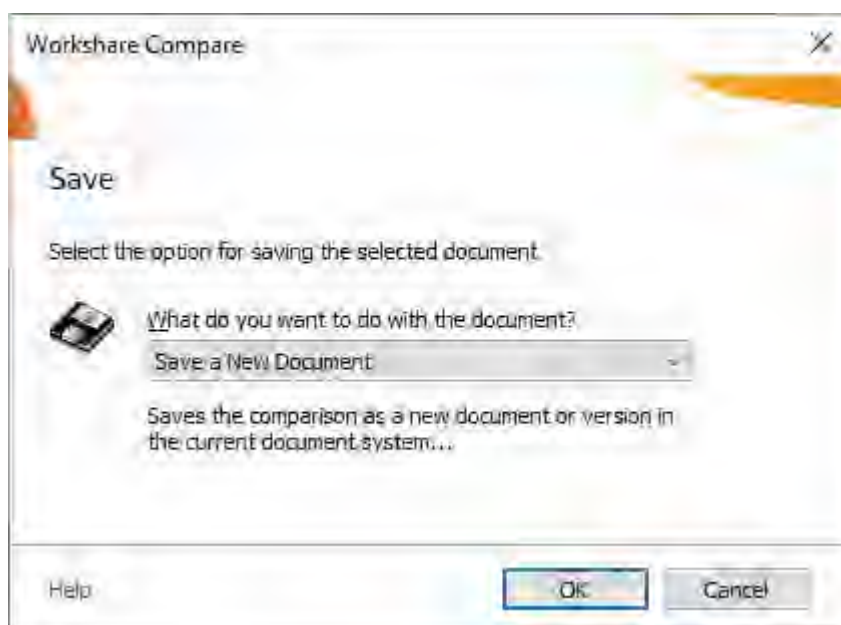 Workshare Compare
Save
Select the option for saving the selected document.
What do you want to do with the document?
Save a New Document
Saves the comparison as a new document or version in
the current document system...
Help
OK
Cancel